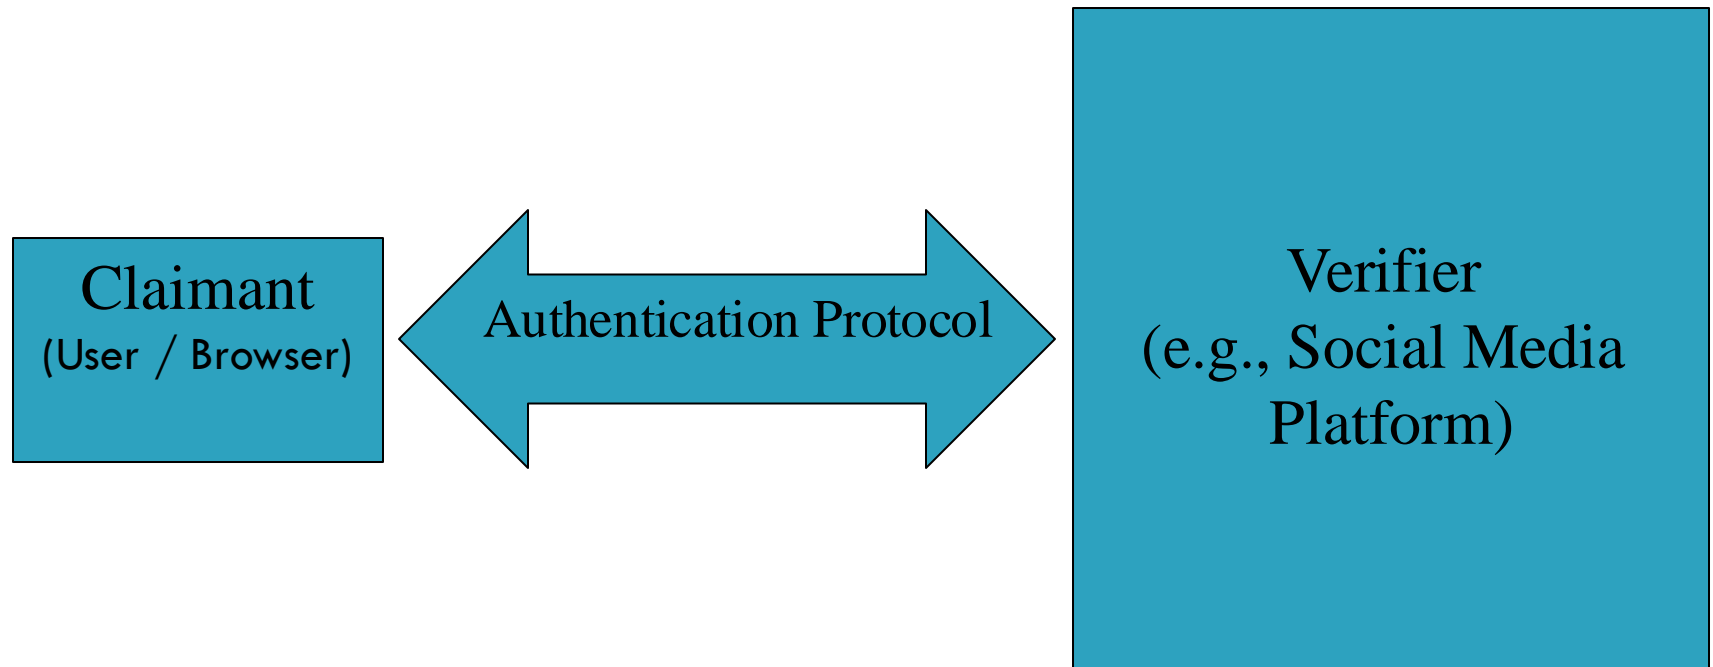 Claimant
(User / Browser)
Authentication Protocol
Verifier
(e.g., Social Media
Platform)